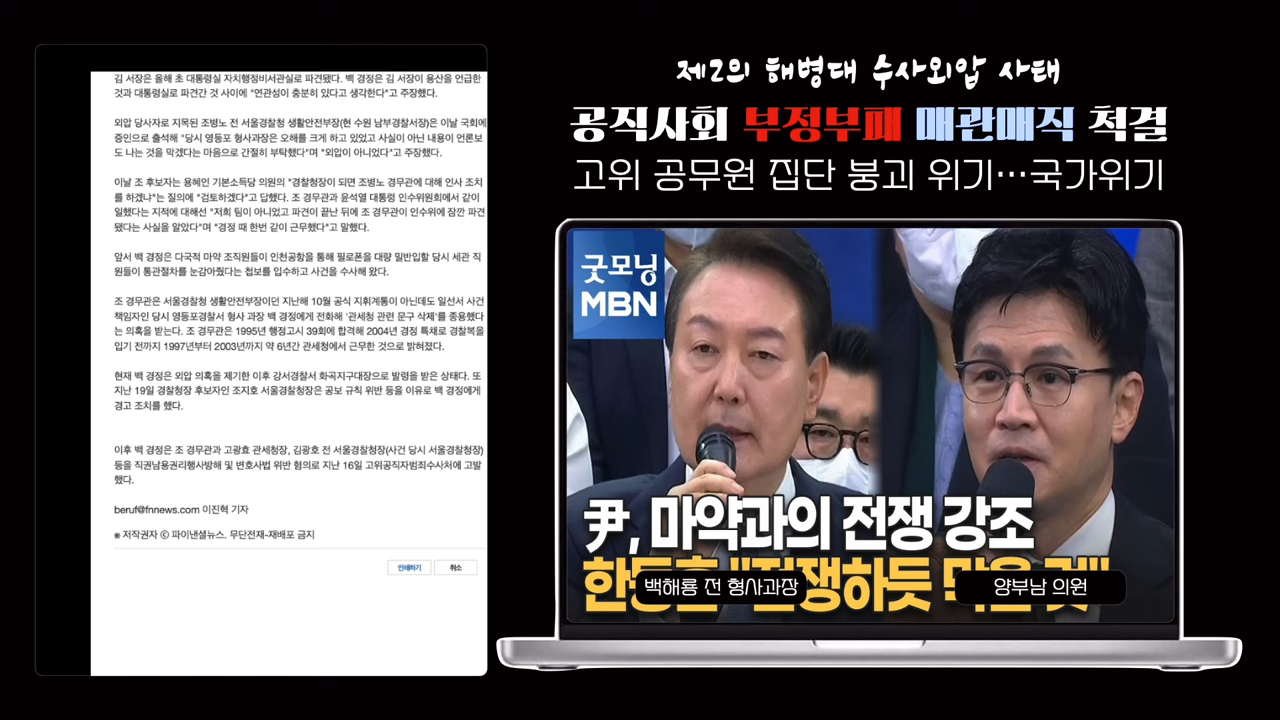 김 서장은 올해 초 대통령실 자치행정비서관실로 파견됐다. 백 경정은 김 서장이 용산을 언급한
것과 대통령실로 파견간 것 사이에 "연관성이 충분히 있다고 생각한다"고 주장했다.
외압 당사자로 지목된 조병노 전 서울경찰청 생활안전부장(현 수원 남부경찰서장)은 이날 국회에
증인으로 출석해 "당시 영등포 형사과장은 오해를 크게 하고 있었고 사실이 아닌 내용이 언론보
도 나는 것을 막겠다는 마음으로 간절히 부탁했다"며 "외압이 아니었다"고 주장했다.
이날 조 후보자는 용혜인 기본소득당 의원의 "경찰청장이 되면 조병노 경무관에 대해 인사 조치
를 하겠냐"는 질의에 "검토하겠다"고 답했다. 조 경무관과 윤석열 대통령 인수위원회에서 같이
일했다는 지적에 대해선 "저희 팀이 아니었고 파견이 끝난 뒤에 조 경무관이 인수위에 잠깐 파견
됐다는 사실을 알았다"며 "경정 때 한번 같이 근무했다"고 말했다.
앞서 백 경정은 다국적 마약 조직원들이 인천공항을 통해 필로폰을 대량 밀반입할 당시 세관 직
원들이 통관절차를 눈감아줬다는 첩보를 입수하고 사건을 수사해 왔다.
조 경무관은 서울경찰청 생활안전부장이던 지난해 10월 공식 지휘계통이 아닌데도 일선서 사건
책임자인 당시 영등포경찰서 형사 과장 백 경정에게 전화해 '관세청 관련 문구 삭제'를 종용했다
는 의혹을 받는다. 조 경무관은 1995년 행정고시 39회에 합격해 2004년 경정 특채로 경찰복을
입기 전까지 1997년부터 2003년까지 약 6년간 관세청에서 근무한 것으로 밝혀졌다.
현재 백 경정은 외압 의혹을 제기한 이후 강서경찰서 화곡지구대장으로 발령을 받은 상태다. 또
지난 19일 경찰청장 후보자인 조지호 서울경찰청장은 공보 규칙 위반 등을 이유로 백 경정에게
경고 조치를 했다.
이후 백 경정은 조 경무관과 고광효 관세청장, 김광호 전 서울경찰청장(사건 당시 서울경찰청장)
등을 직권남용권리행사방해 및 변호사법 위반 혐의로 지난 16일 고위공직자범죄수사처에 고발
했다.
beruf@fnnews.com 이진혁 기자
※ 저작권자 ⓒ 파이낸셜뉴스. 무단전재-재배포 금지
인쇄하기 취소
제2의 해병대 수사외압 사태
공직사회 부정부패 매관매직 척결
고위 공무원 집단 붕괴 위기…국가위기
굿모닝
MBN
尹, 마약과의 전쟁 강조
백해룡 전 형사과장
양부남 의원